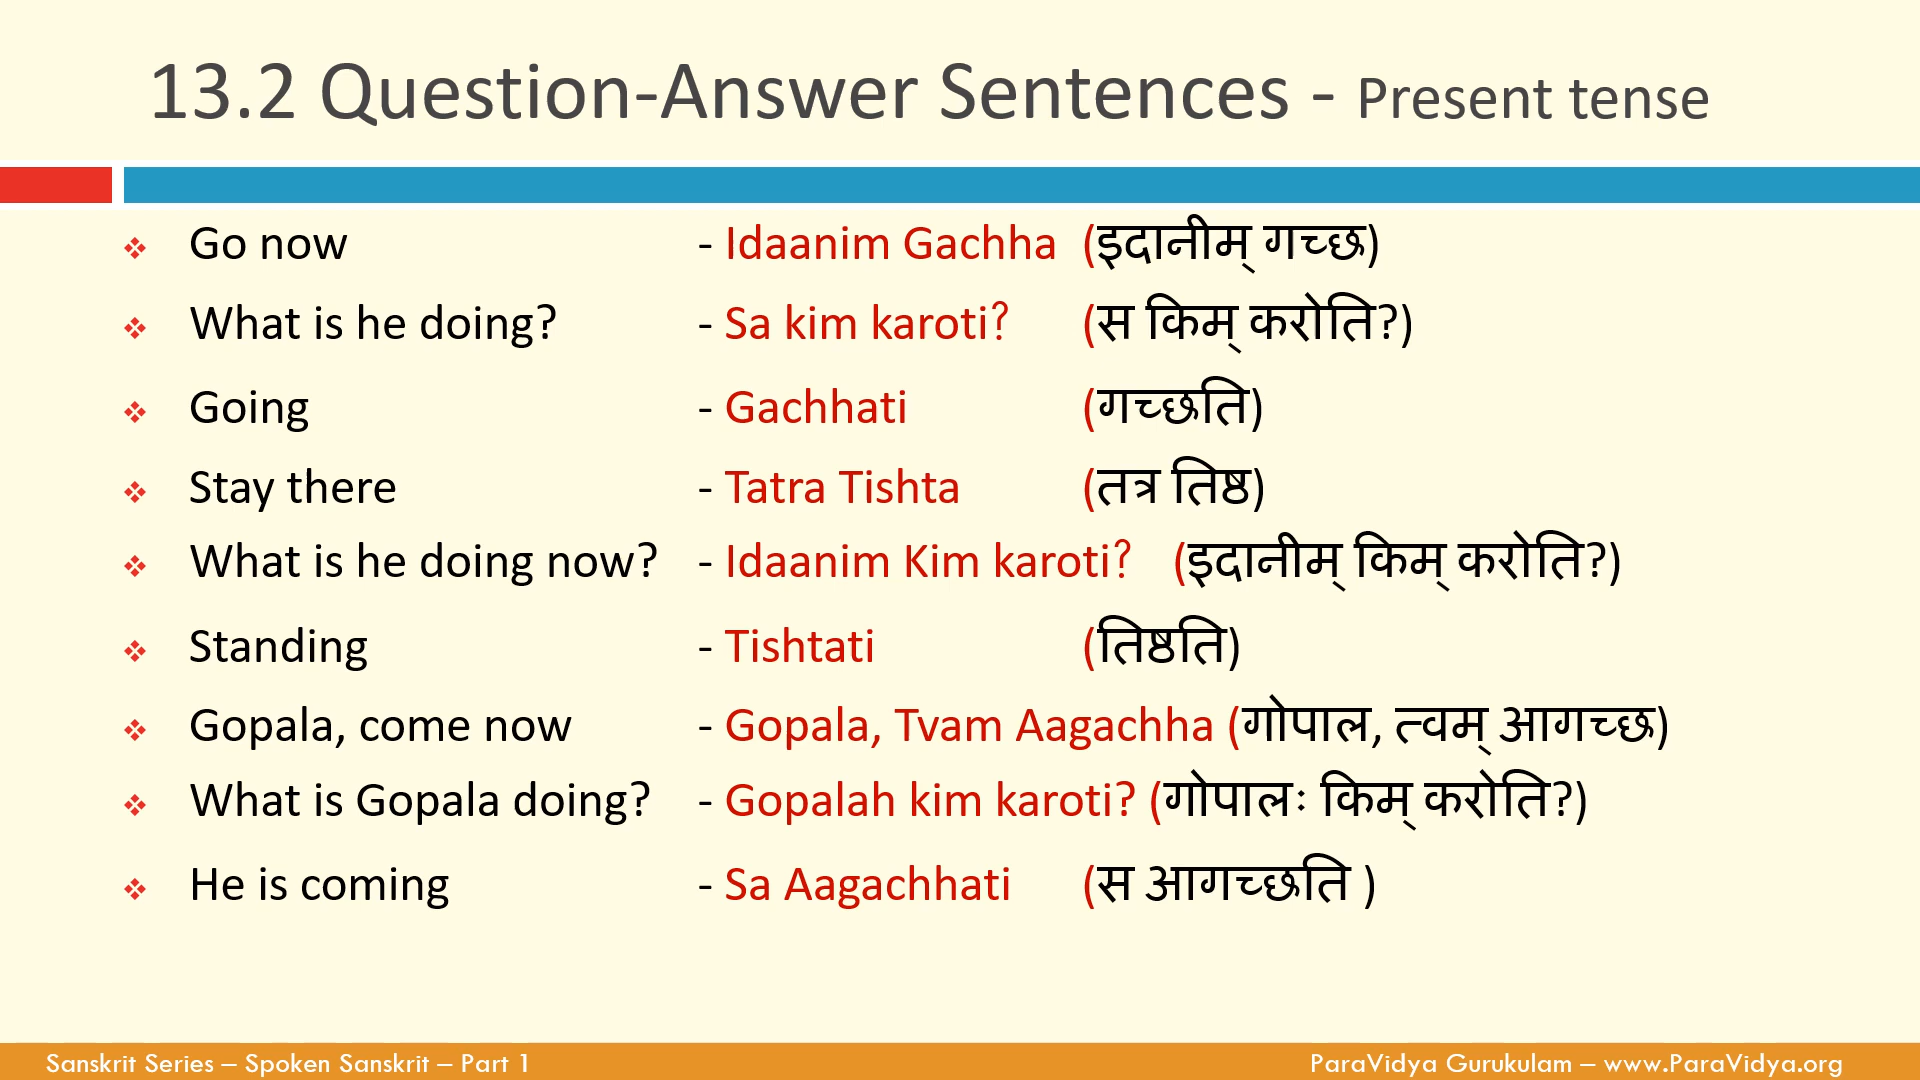 13.2 Question-Answer Sentences - Present tense
❖ Go now - Idaanim Gachha (इदानीम् गच्छ)
❖ What is he doing? - Sa kim karoti? (स किम् करोति?)
❖ Going - Gachhati (गच्छति)
❖ Stay there - Tatra Tishta (तत्र तिष्ठ)
❖ What is he doing now? - Idaanim Kim karoti? (इदानीम् किम् करोति?)
❖ Standing - Tishtati (तिष्ठति)
❖ Gopala, come now - Gopala, Tvam Aagachha (गोपाल, त्वम् आगच्छ)
❖ What is Gopala doing? - Gopalah kim karoti? (गोपालः किम् करोति?)
❖ He is coming - Sa Aagachhati (स आगच्छति )
Sanskrit Series – Spoken Sanskrit – Part 1 ParaVidya Gurukulam – www.ParaVidya.org